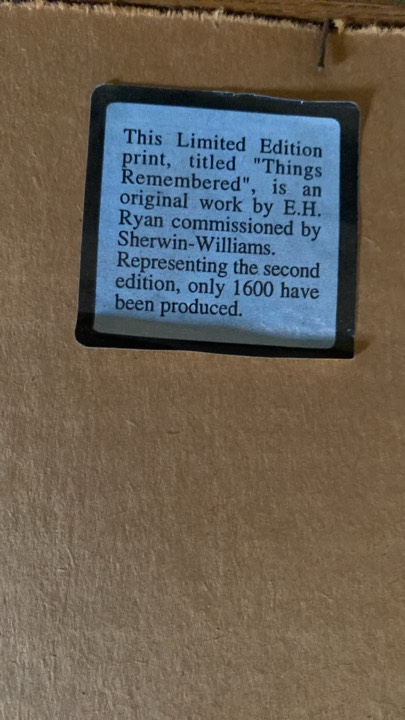 This Limited Edition
print, titled "Things
Remembered", is an
original work by E.H.
Ryan commissioned by
Sherwin-Williams.
Representing the second
edition, only 1600 have
been produced.